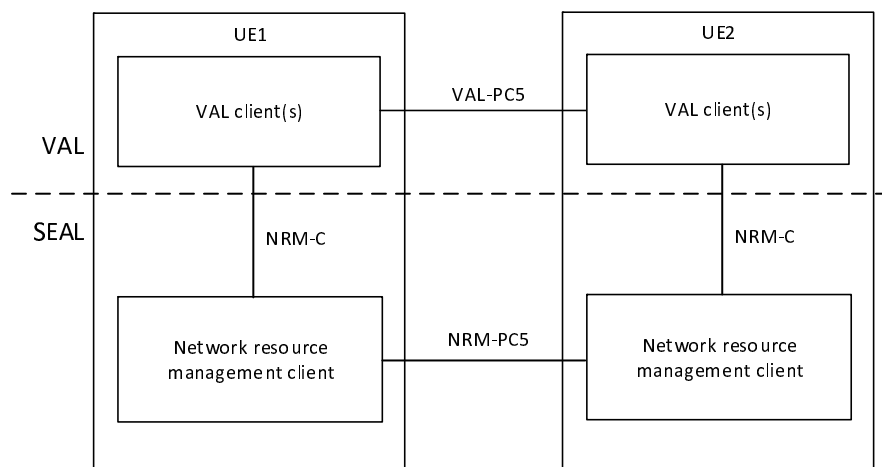 UE1
UE2
VAL client(s)
VAL-PC5
VAL client(s)
VAL
SEAL
NRM-C
NRM-C
Network resource
management client
NRM-PC5
Network resource
management client